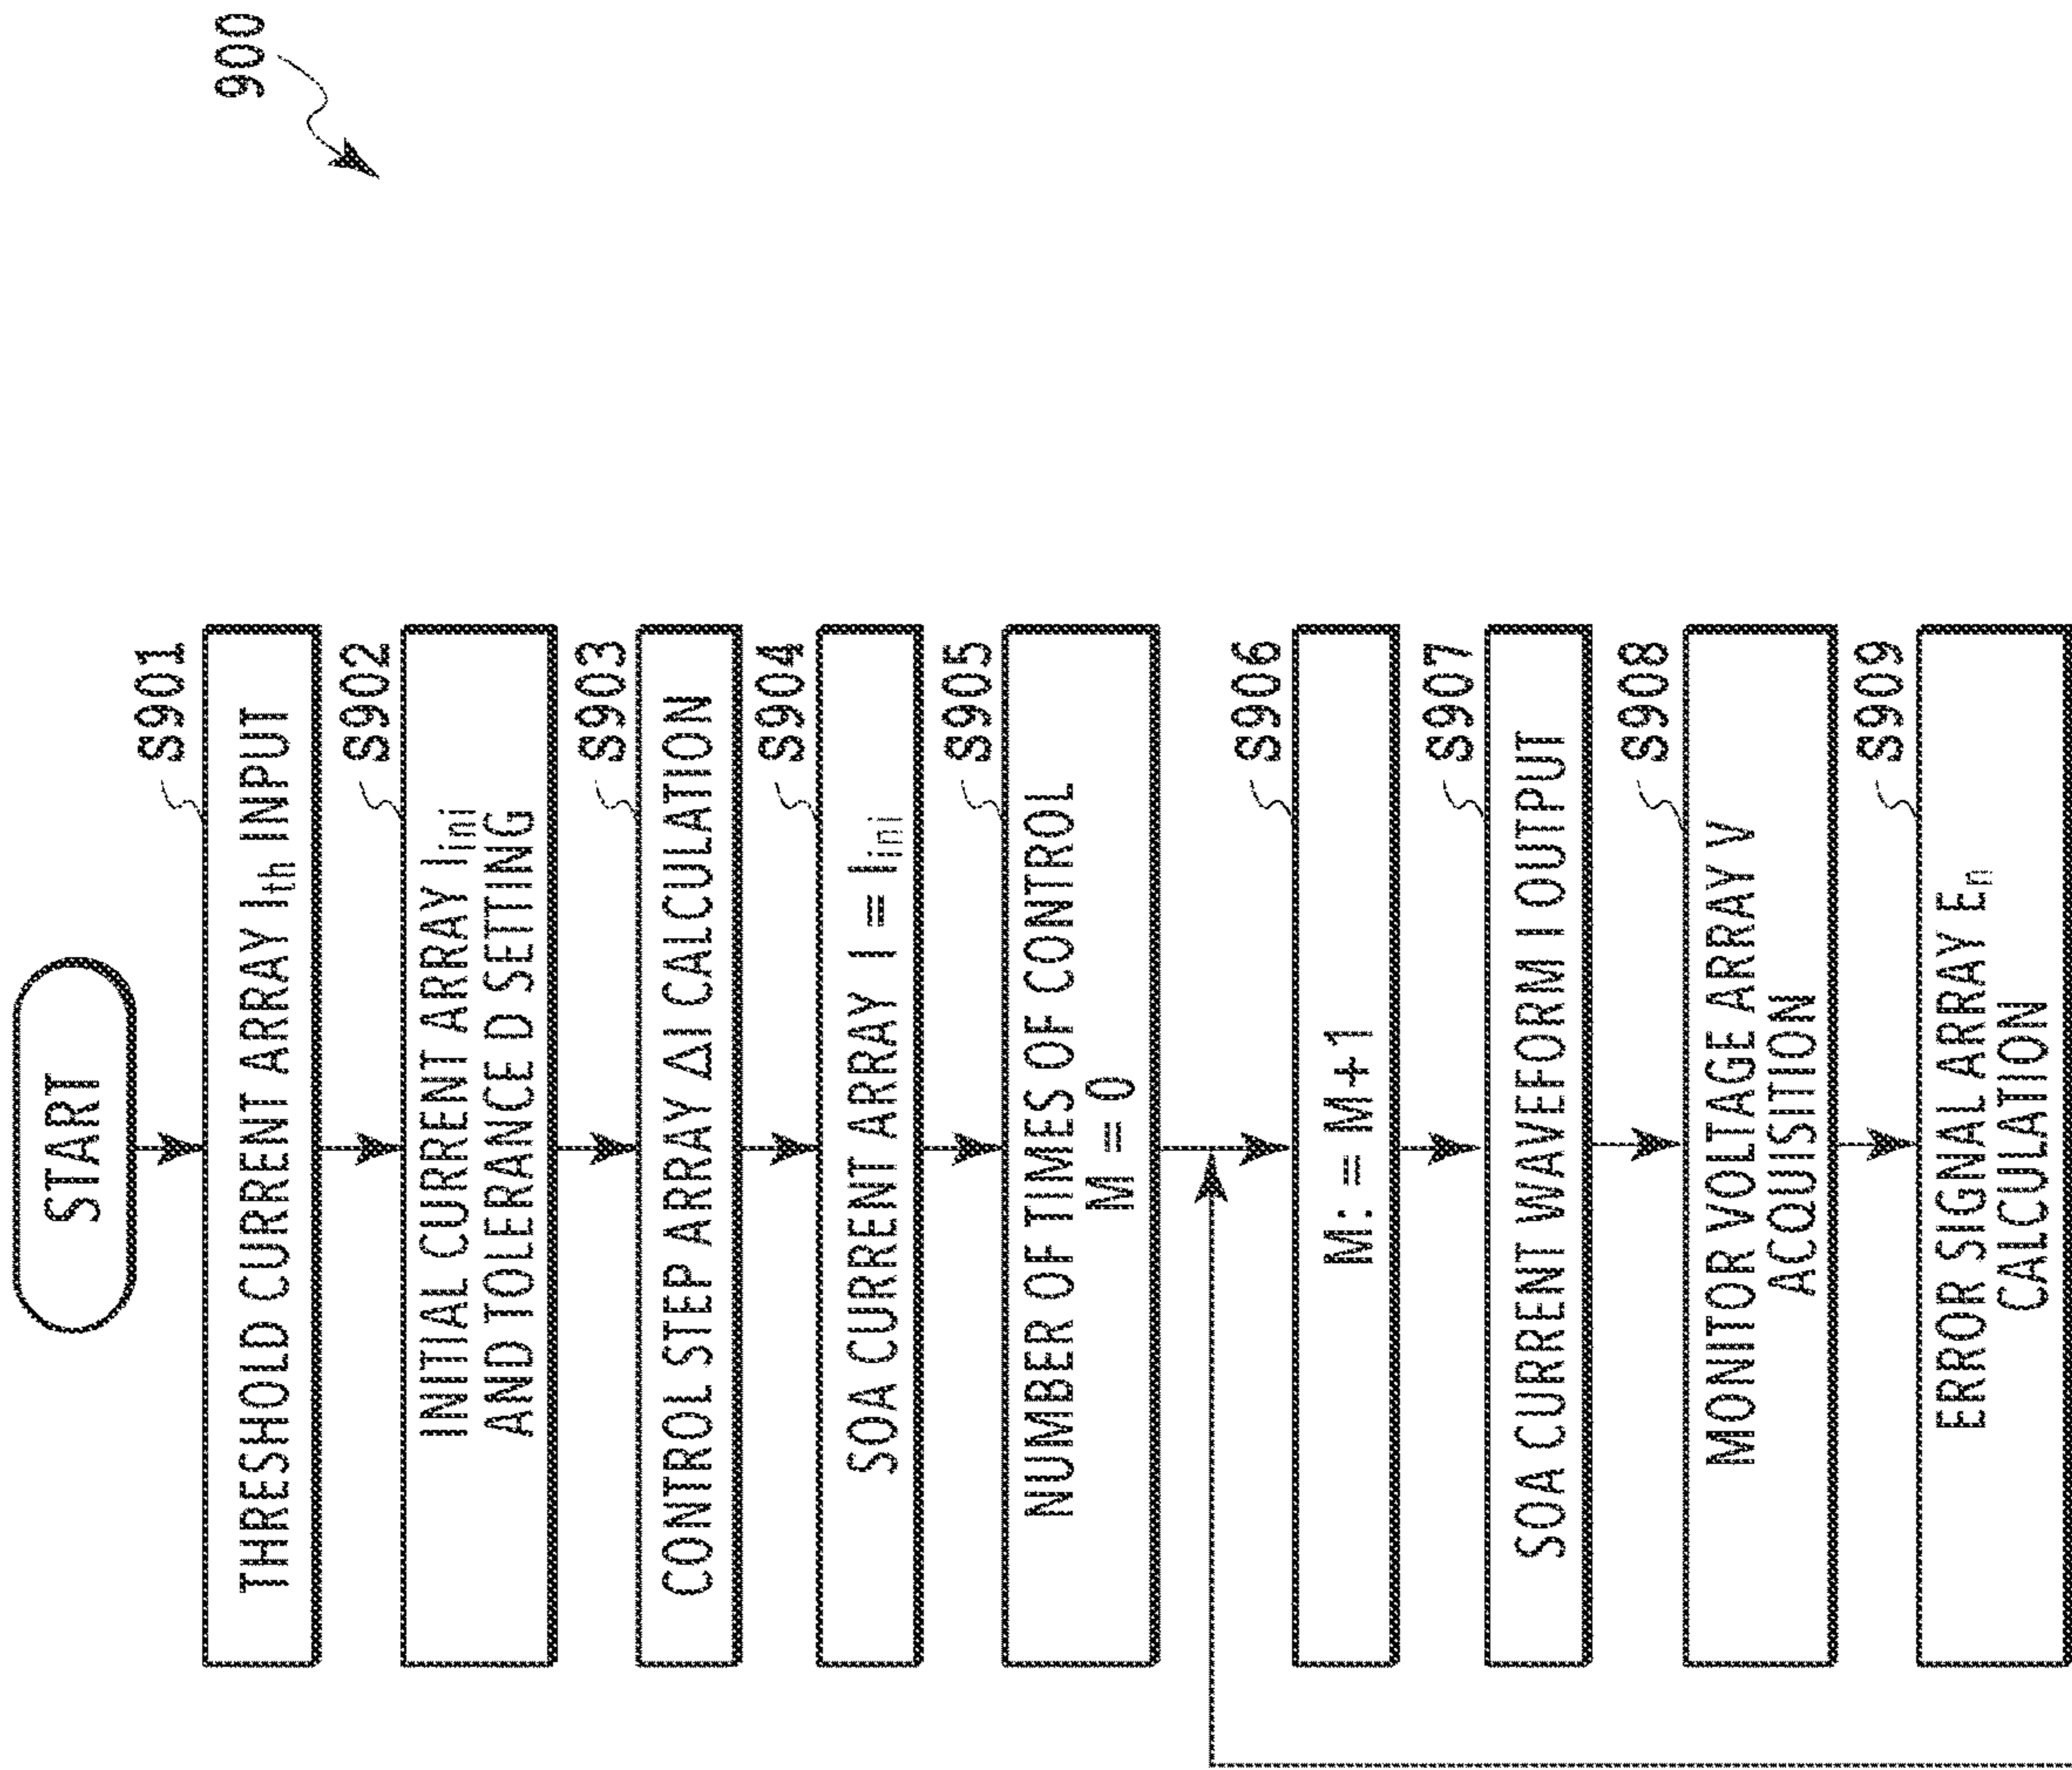 900
START
S901
THRESHOLD CURRENT ARRAY Ith INPUT
S902
INITIAL CURRENT ARRAY Iini
AND TOLERANCE D SETTING
S903
CONTROL STEP ARRAY ΔI CALCULATION
S904
SOA CURRENT ARRAY I = Iini
S905
NUMBER OF TIMES OF CONTROL
M = 0
S906
M: = M+1
S907
SOA CURRENT WAVEFORM I OUTPUT
S908
MONITOR VOLTAGE ARRAY V
ACQUISITION
S909
ERROR SIGNAL ARRAY En
CALCULATION